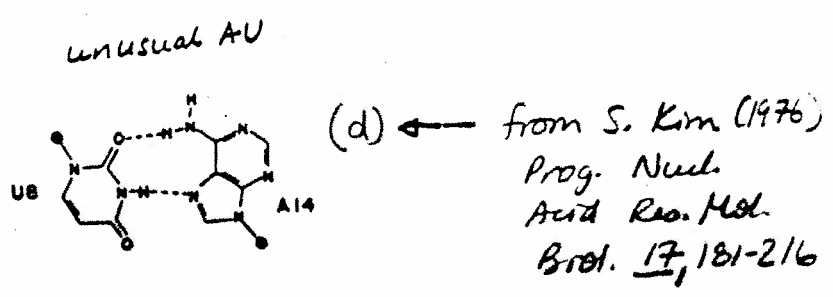 unusual AU
(d) ← from S. Kim (1976)
Prog. Nucl.
Acid Res. Mol.
Biol. 17, 181-216
H
O H N N
N
U8 N H N N A14
O N